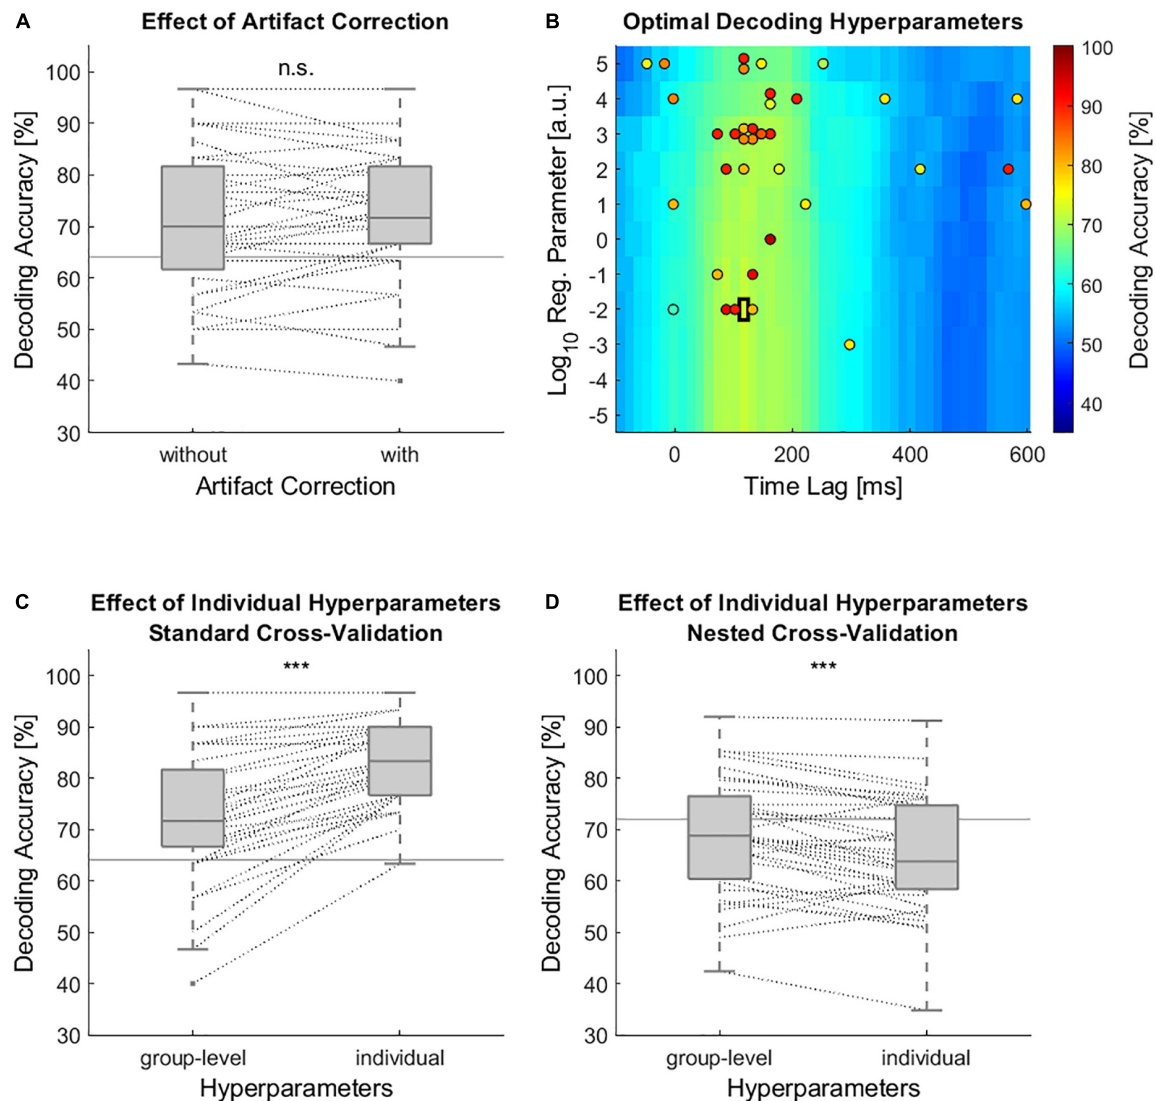 A
Effect of Artifact Correction
n.s.
Decoding Accuracy [%]
100
90
80
70
60
50
40
30
without
with
Artifact Correction
B
Optimal Decoding Hyperparameters
Log10 Reg. Parameter [a.u.]
5
4
3
2
1
0
-1
-2
-3
-4
-5
0
200
400
600
Time Lag [ms]
100
90
80
70
60
50
40
Decoding Accuracy [%]
C
Effect of Individual Hyperparameters
Standard Cross-Validation
***
Decoding Accuracy [%]
100
90
80
70
60
50
40
30
group-level
individual
Hyperparameters
D
Effect of Individual Hyperparameters
Nested Cross-Validation
***
Decoding Accuracy [%]
100
90
80
70
60
50
40
30
group-level
individual
Hyperparameters